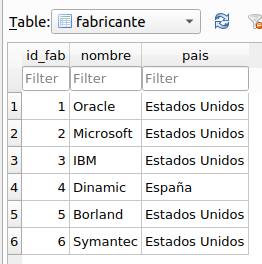 Table: fabricante
id_fab nombre pais
Filter Filter Filter
1 1 Oracle Estados Unidos
2 2 Microsoft Estados Unidos
3 3 IBM Estados Unidos
4 4 Dinamic España
5 5 Borland Estados Unidos
6 6 Symantec Estados Unidos